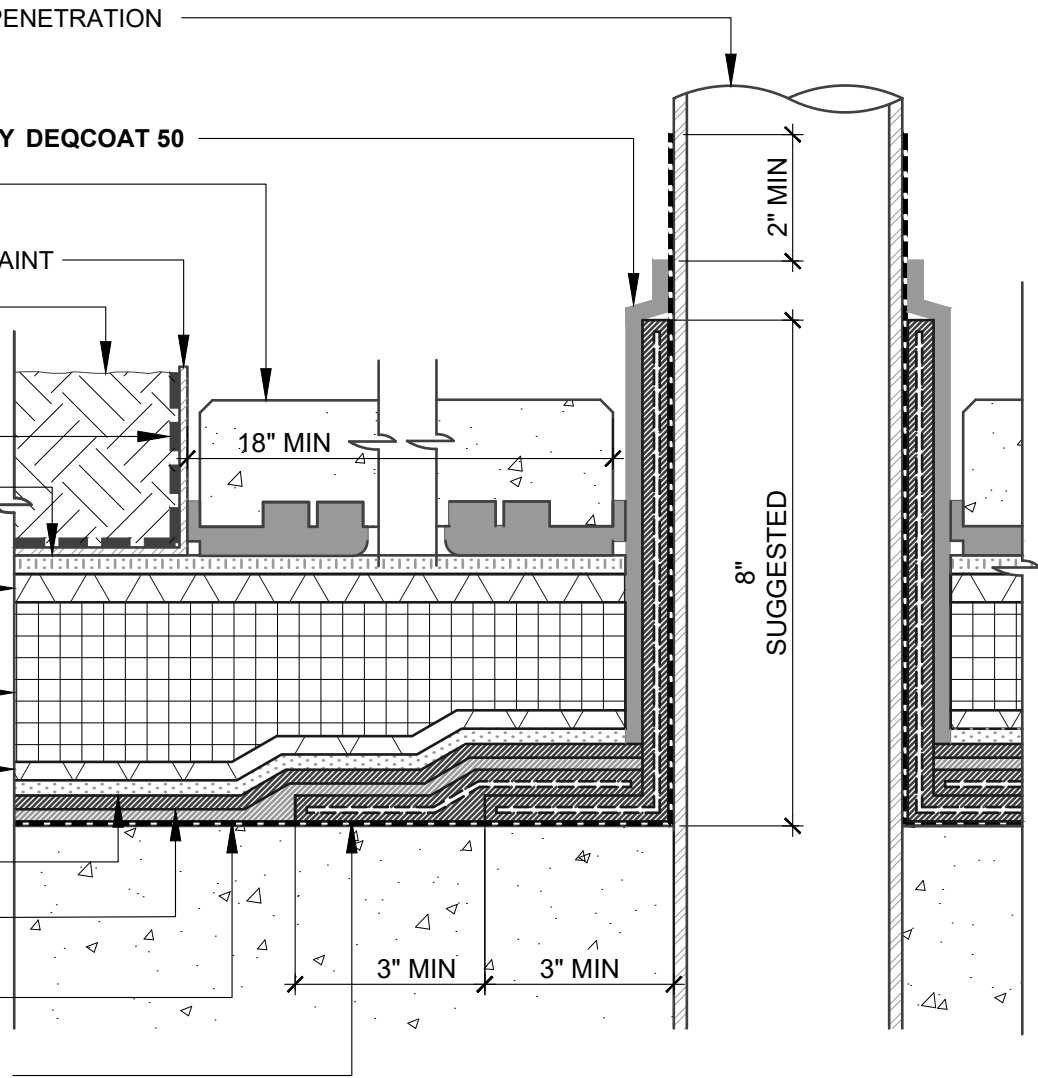 PENETRATION
Y DEQCOAT 50
2" MIN
AINT
18" MIN
8"
SUGGESTED
3" MIN
3" MIN